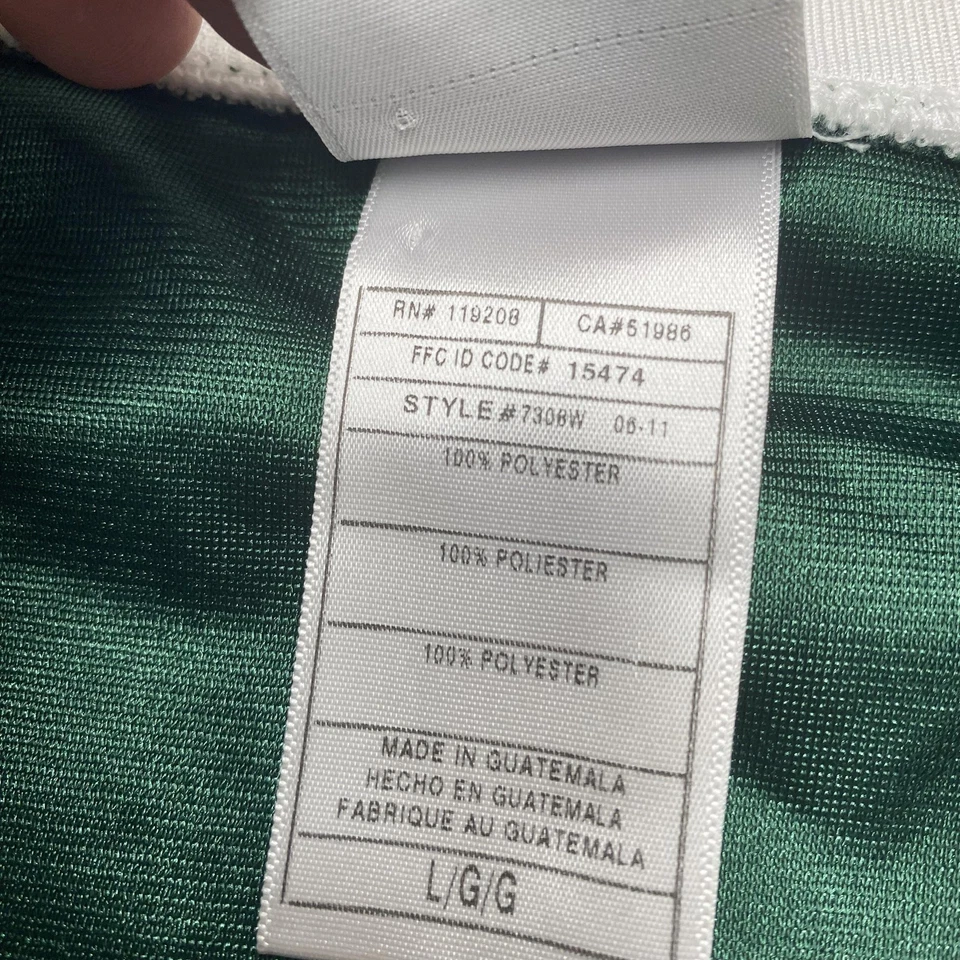 RN# 119208 CA#51986
FFC ID CODE# 15474
STYLE #7308W 06-11
100% POLYESTER
100% POLIESTER
100% POLYESTER
MADE IN GUATEMALA
HECHO EN GUATEMALA
FABRIQUE AU GUATEMALA
L/G/G